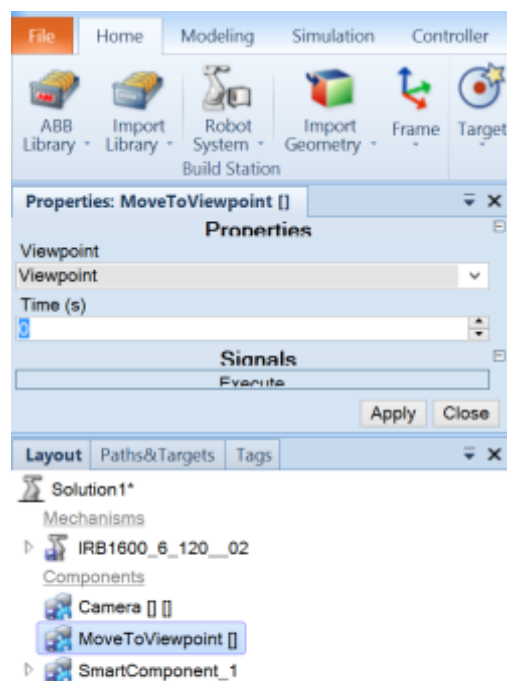 File Home Modeling Simulation Controller
ABB Library Import Library Robot System Import Geometry Frame Target
Build Station
Properties: MoveToViewpoint []
Properties
Viewpoint
Viewpoint
Time (s)
0
Signals
Execute
Apply Close
Layout Paths&Targets Tags
Solution1*
Mechanisms
IRB1600_6_120__02
Components
Camera [] []
MoveToViewpoint []
SmartComponent_1